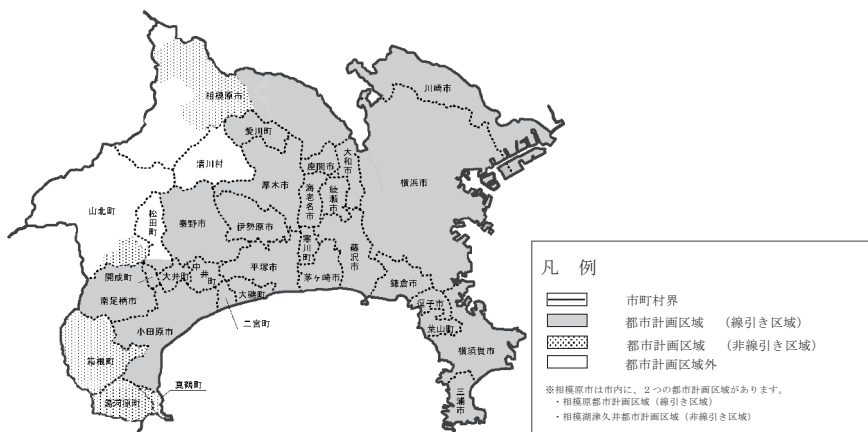 相模原市
川崎市
愛川町
清川村
座間市
大和市
厚木市
海老名市
綾瀬市
横浜市
山北町
松田町
秦野市
伊勢原市
寒川町
藤沢市
開成町
大井町
中井町
平塚市
茅ヶ崎市
鎌倉市
南足柄市
大磯町
逗子市
二宮町
葉山町
小田原市
横須賀市
箱根町
真鶴町
湯河原町
三浦市
凡 例
市町村界
都市計画区域 (線引き区域)
都市計画区域 (非線引き区域)
都市計画区域外
※相模原市は市内に、2つの都市計画区域があります。
・相模原都市計画区域(線引き区域)
・相模湖津久井都市計画区域(非線引き区域)